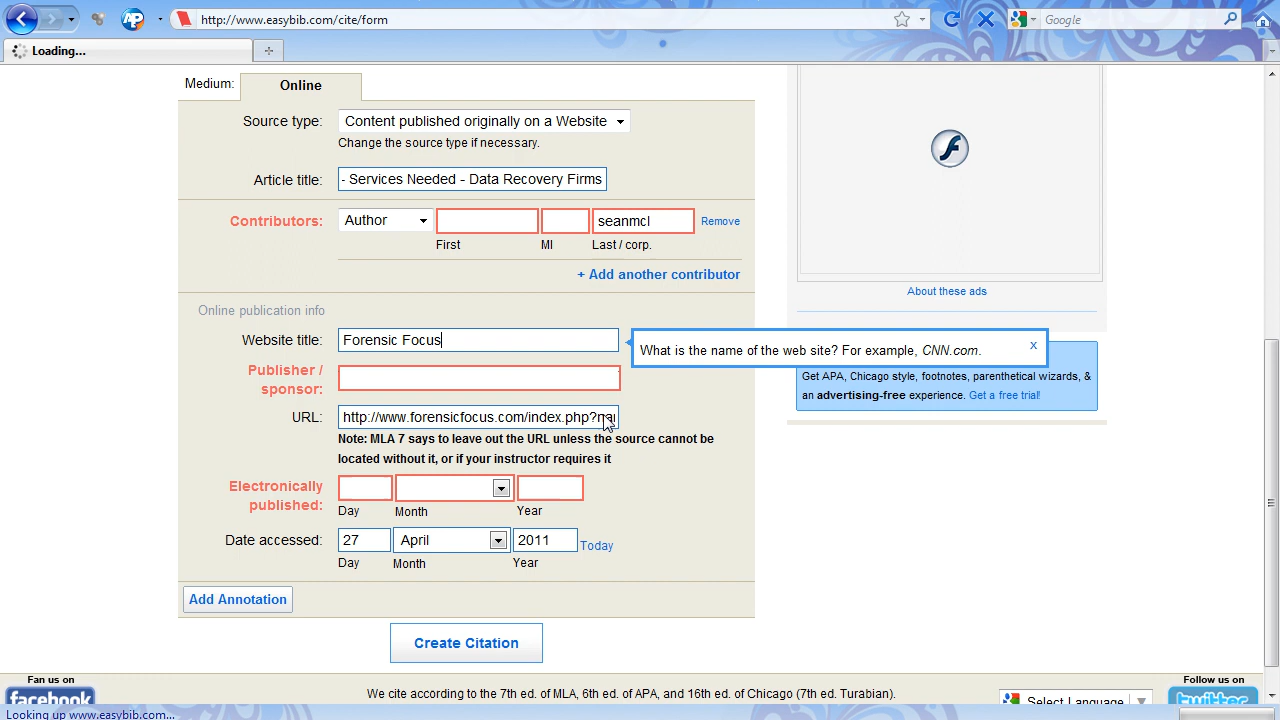 http://www.easybib.com/cite/form
Google
Loading...
Medium:
Online
Source type:
Content published originally on a Website
Change the source type if necessary.
Article title:
- Services Needed - Data Recovery Firms
Contributors:
Author
seanmcl
Remove
First
MI
Last / corp.
+ Add another contributor
About these ads
Online publication info
Website title:
Forensic Focus
What is the name of the web site? For example, CNN.com.
x
Publisher /
sponsor:
Get APA, Chicago style, footnotes, parenthetical wizards, &
an advertising-free experience. Get a free trial!
URL:
http://www.forensicfocus.com/index.php?na
Note: MLA 7 says to leave out the URL unless the source cannot be
located without it, or if your instructor requires it
Electronically
published:
Day
Month
Year
Date accessed:
27
April
2011
Today
Day
Month
Year
Add Annotation
Create Citation
Fan us on
facebook
We cite according to the 7th ed. of MLA, 6th ed. of APA, and 16th ed. of Chicago (7th ed. Turabian).
Select Language
Follow us on
twitter
Looking up www.easybib.com...